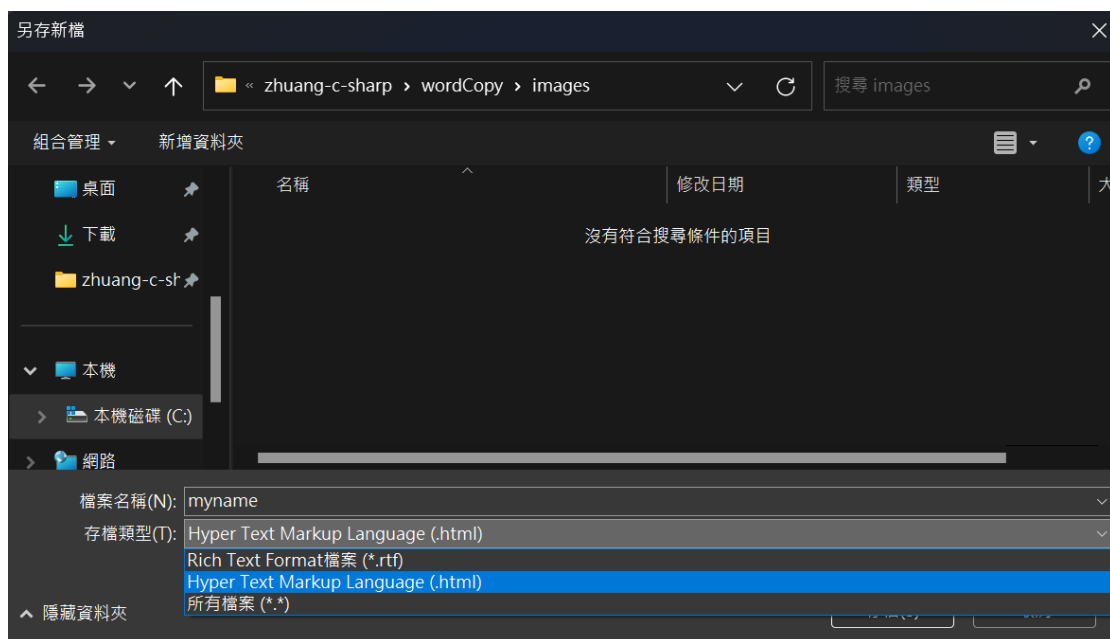 另存新檔
« zhuang-c-sharp › wordCopy › images
搜尋 images
組合管理
新增資料夾
桌面
下載
zhuang-c-sh
本機
本機磁碟 (C:)
網路
名稱
修改日期
類型
沒有符合搜尋條件的項目
檔案名稱(N): myname
存檔類型(T): Hyper Text Markup Language (.html)
Rich Text Format檔案 (*.rtf)
Hyper Text Markup Language (.html)
所有檔案 (*.*)
隱藏資料夾